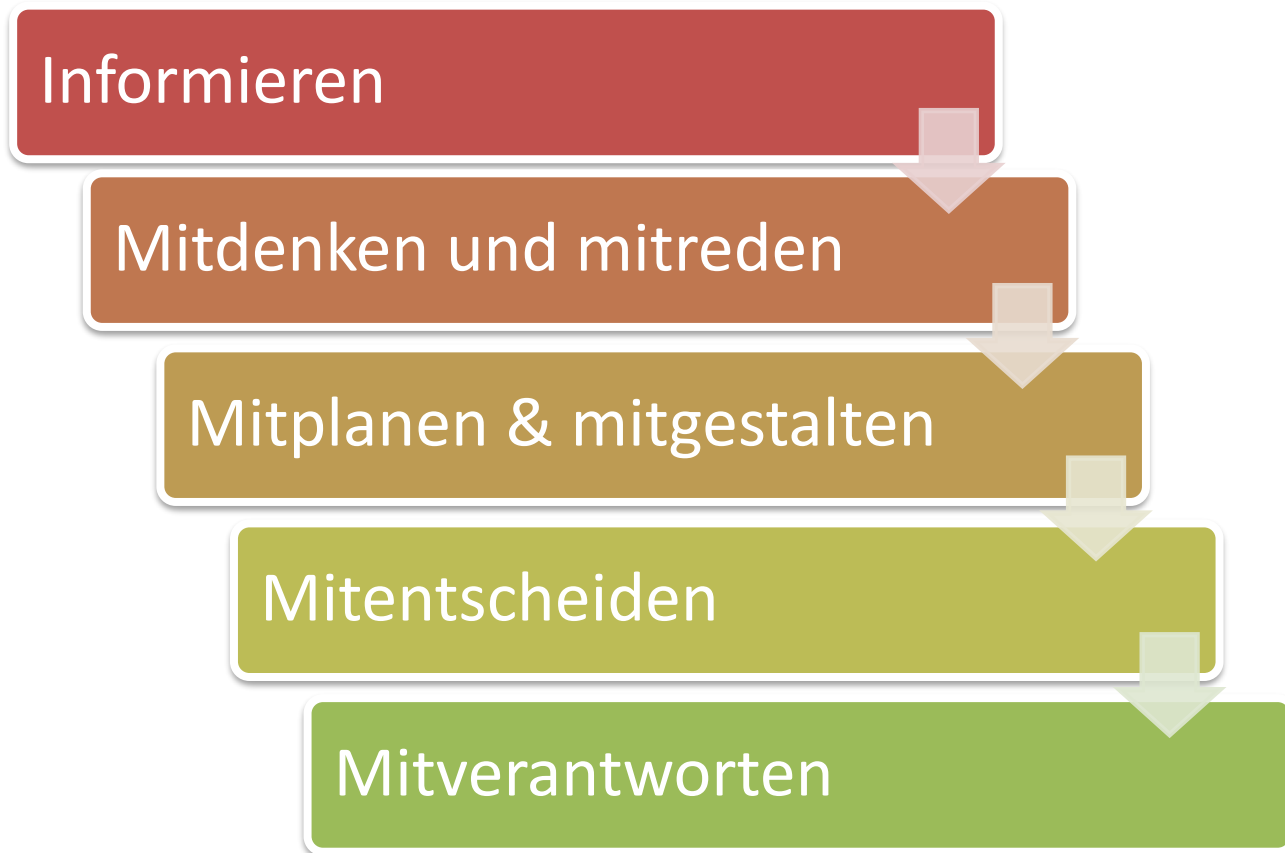 Informieren
Mitdenken und mitreden
Mitplanen & mitgestalten
Mitentscheiden
Mitverantworten